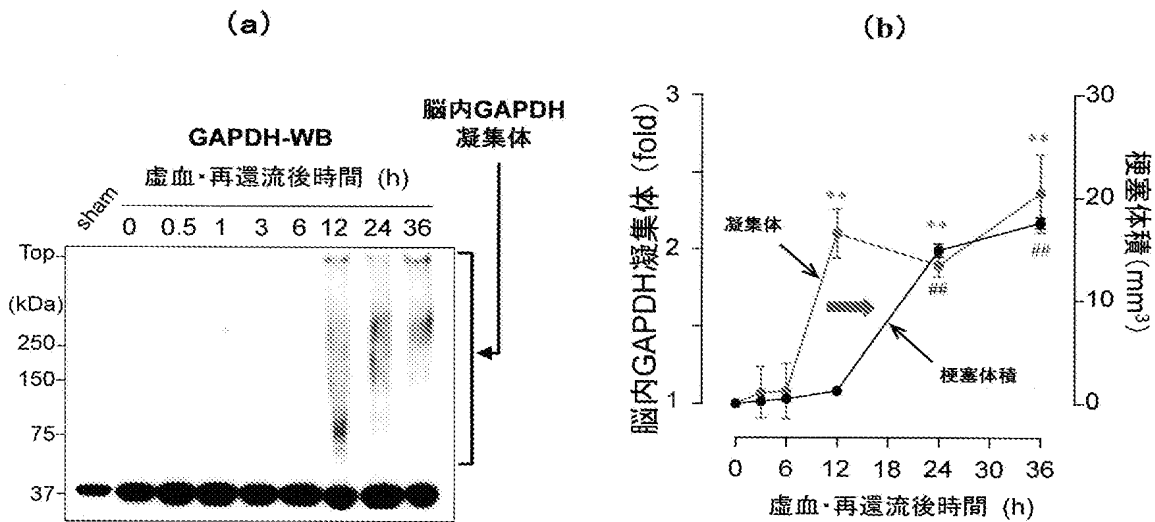 (a)
GAPDH-WB
脳内GAPDH
凝集体
虚血・再還流後時間 (h)
sham 0 0.5 1 3 6 12 24 36
Top
(kDa)
250
150
75
37
(b)
脳内GAPDH凝集体 (fold)
3
2
1
凝集体
梗塞体積
** ** **
## ##
30
20
10
0
梗塞体積(mm³)
0 6 12 18 24 30 36
虚血・再還流後時間 (h)